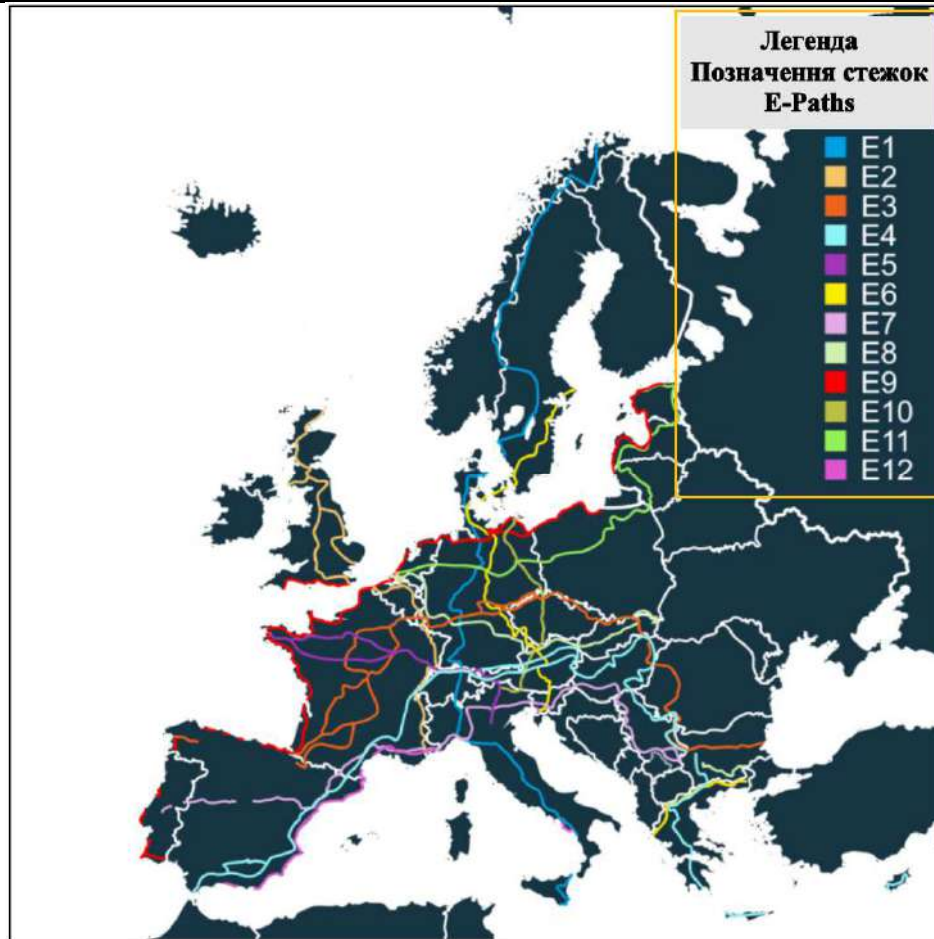 Легенда
Позначення стежок
E-Paths
E1
E2
E3
E4
E5
E6
E7
E8
E9
E10
E11
E12